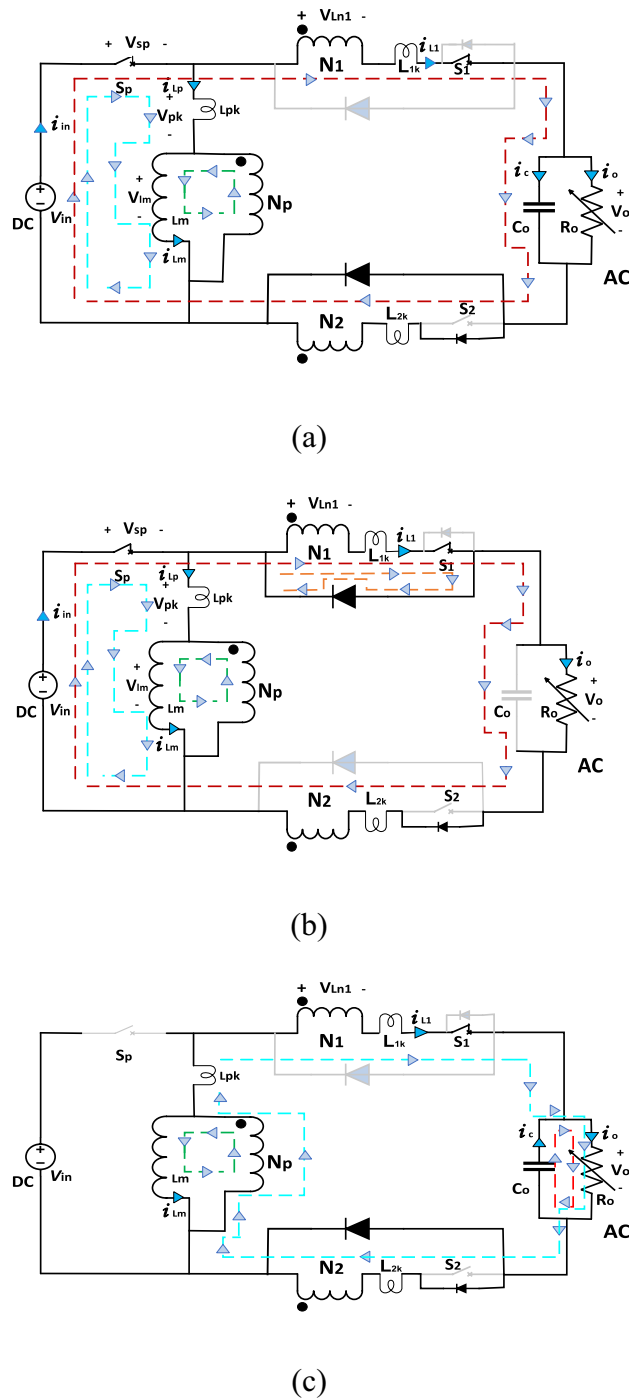 + VLn1 -
+ Vsp -
N1
L1k
iL1
S1
Sp
iLp
Lpk
+
Vpk
-
iin
ic
io
+
Vlm
-
Lm
Np
DC
Vin
Co
Ro
+
Vo
-
iLm
AC
N2
L2k
S2
(a)
+ VLn1 -
+ Vsp -
N1
L1k
iL1
S1
Sp
iLp
Lpk
+
Vpk
-
iin
io
+
Vlm
-
Lm
Np
DC
Vin
Co
Ro
+
Vo
-
iLm
AC
N2
L2k
S2
(b)
+ VLn1 -
N1
L1k
iL1
S1
Sp
Lpk
ic
io
Lm
Np
DC
Vin
Co
Ro
+
Vo
-
iLm
AC
N2
L2k
S2
(c)